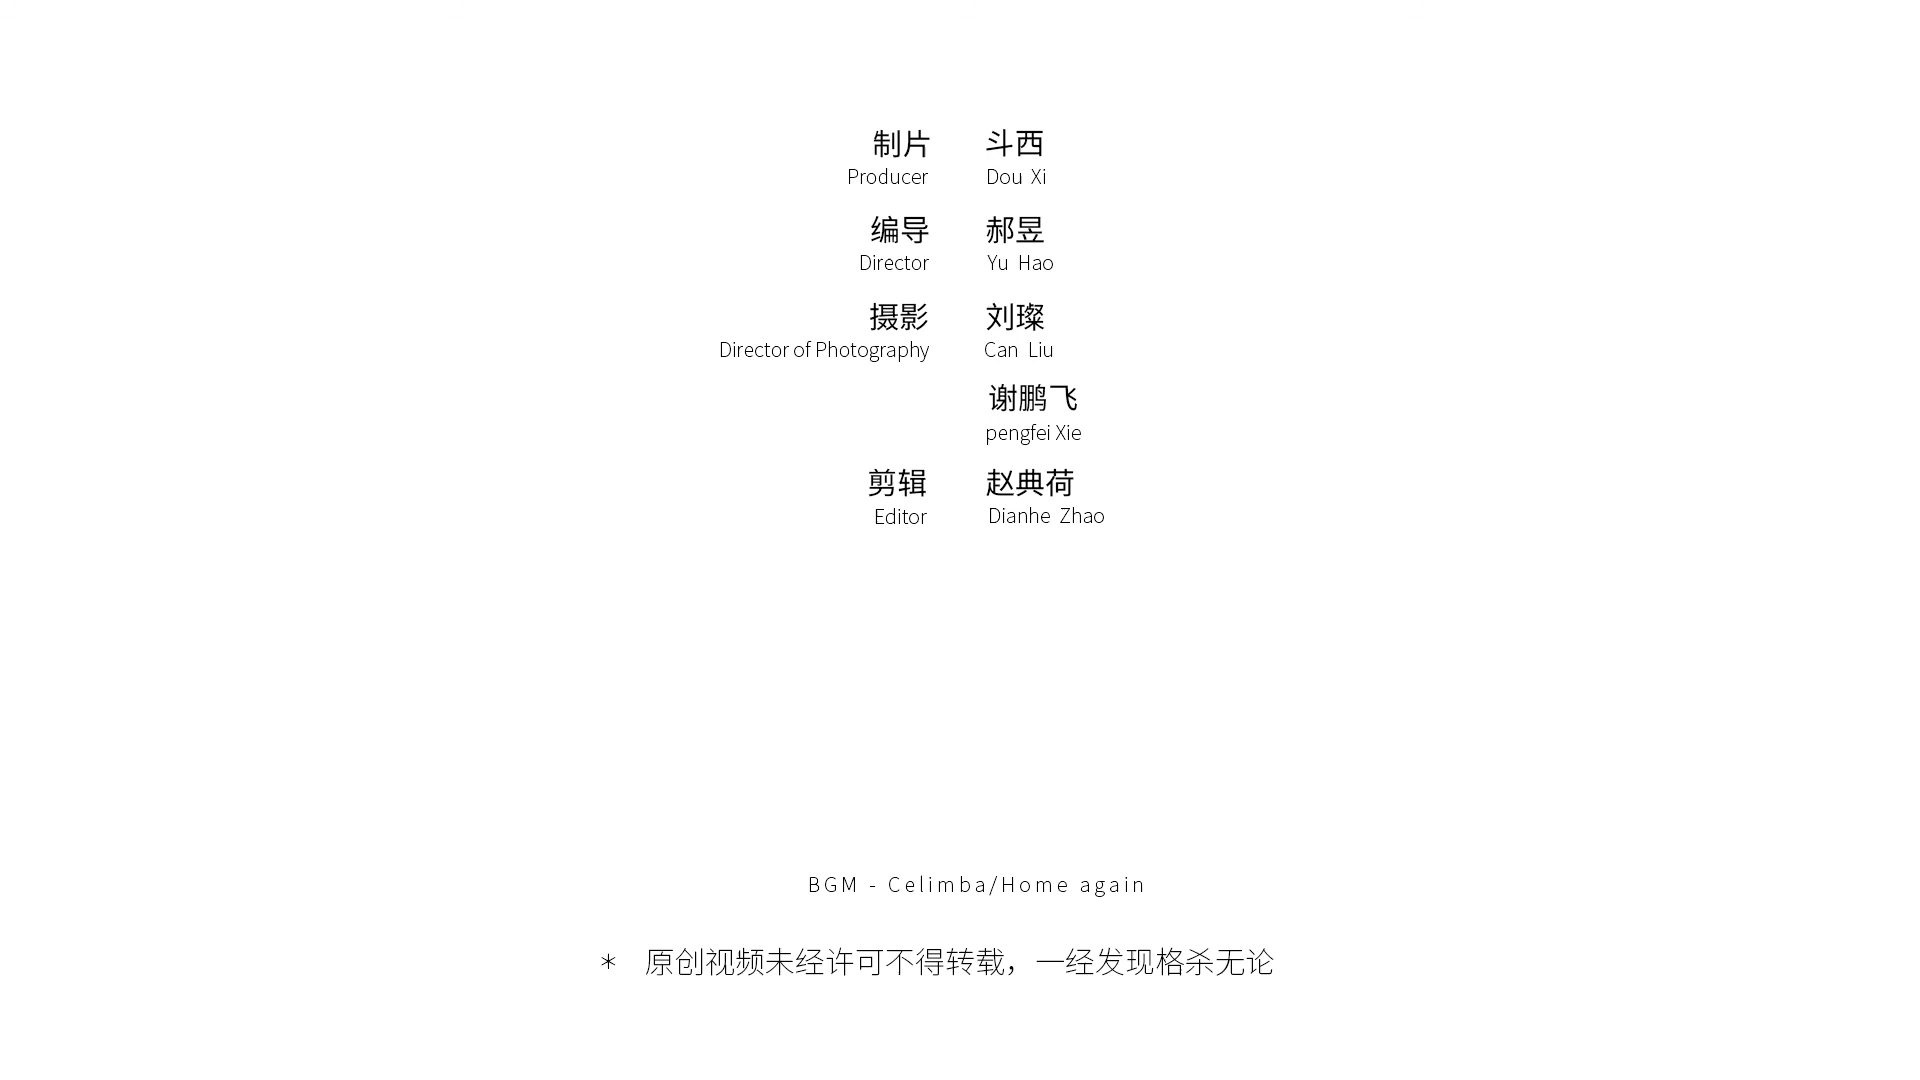 制片 斗西
Producer Dou Xi
编导 郝昱
Director Yu Hao
摄影 刘璨
Director of Photography Can Liu
谢鹏飞
pengfei Xie
剪辑 赵典荷
Editor Dianhe Zhao
BGM - Celimba/Home again
* 原创视频未经许可不得转载，一经发现格杀无论